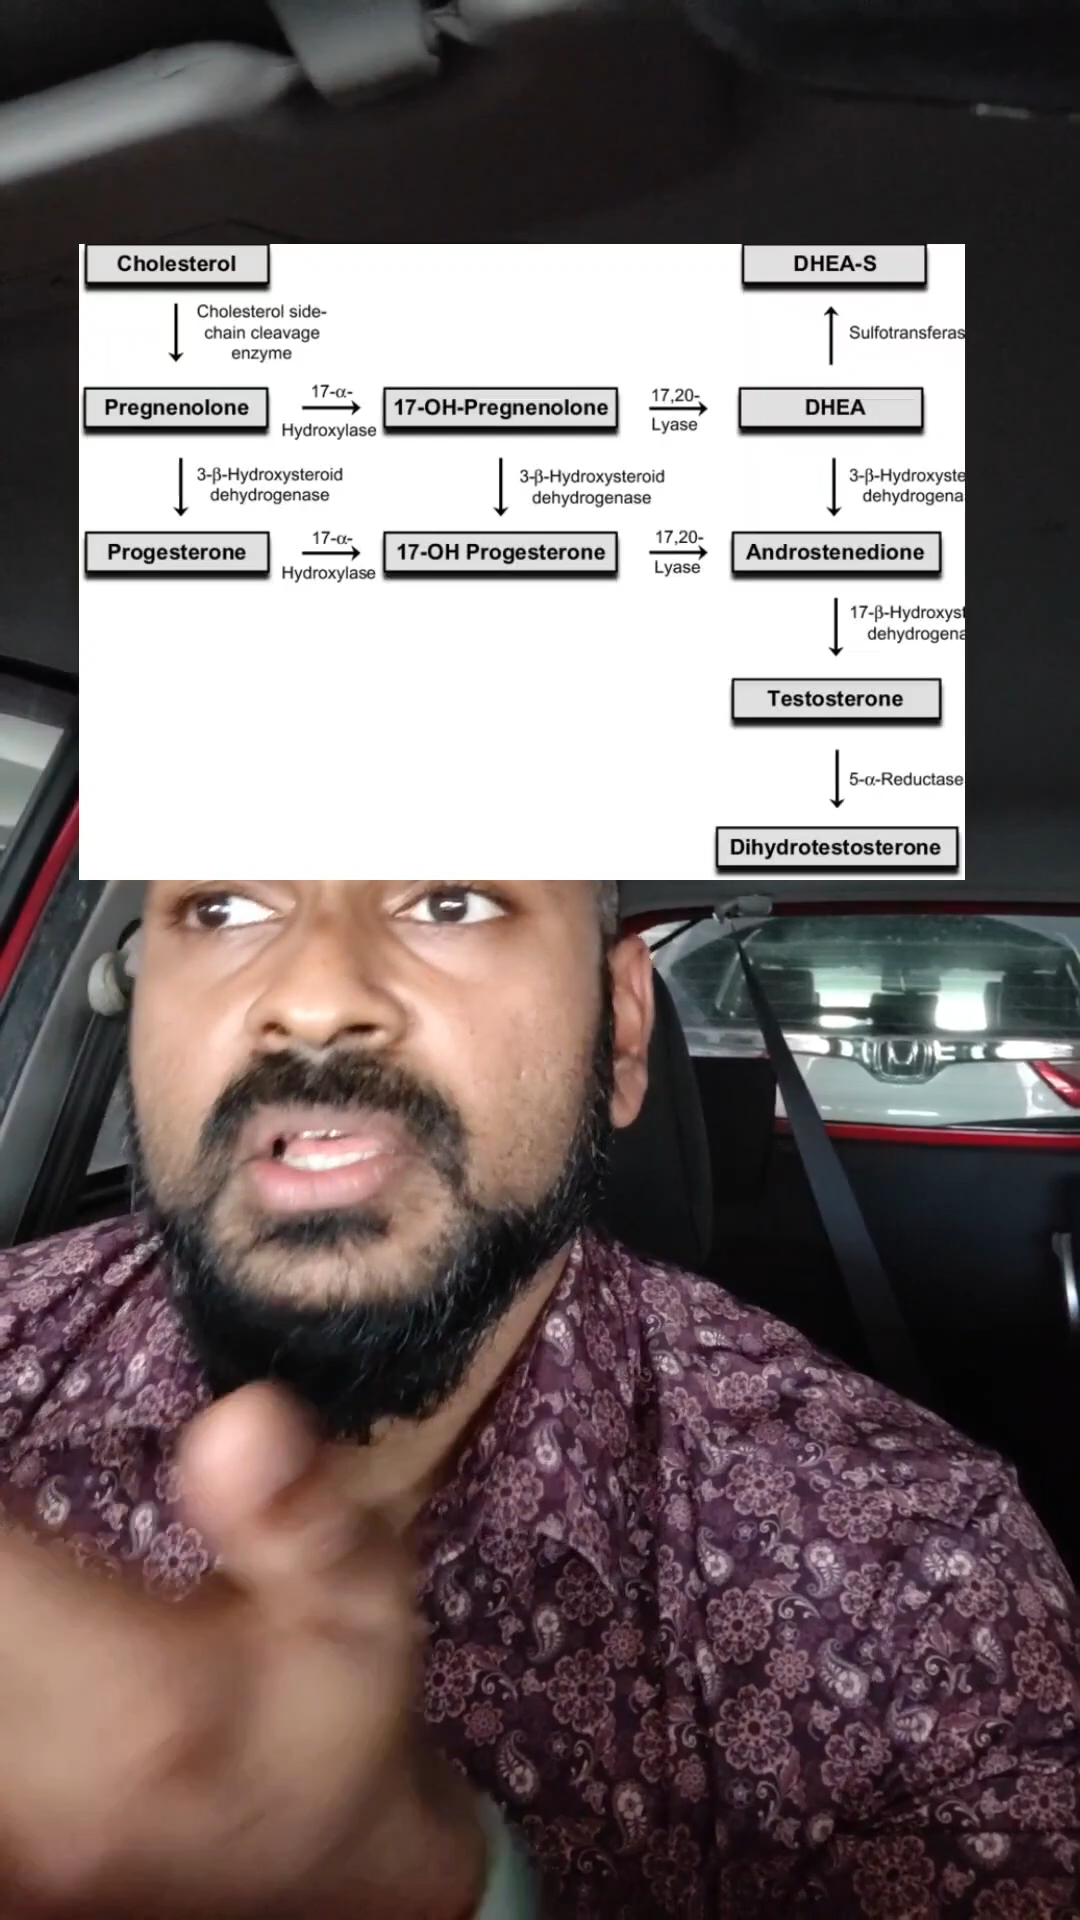 Cholesterol
DHEA-S
Cholesterol side-
chain cleavage
enzyme
Sulfotransferas
Pregnenolone
17-α-
Hydroxylase
17-OH-Pregnenolone
17,20-
Lyase
DHEA
3-β-Hydroxysteroid
dehydrogenase
3-β-Hydroxysteroid
dehydrogenase
3-β-Hydroxyste
dehydrogena
Progesterone
17-α-
Hydroxylase
17-OH Progesterone
17,20-
Lyase
Androstenedione
17-β-Hydroxyst
dehydrogena
Testosterone
5-α-Reductase
Dihydrotestosterone